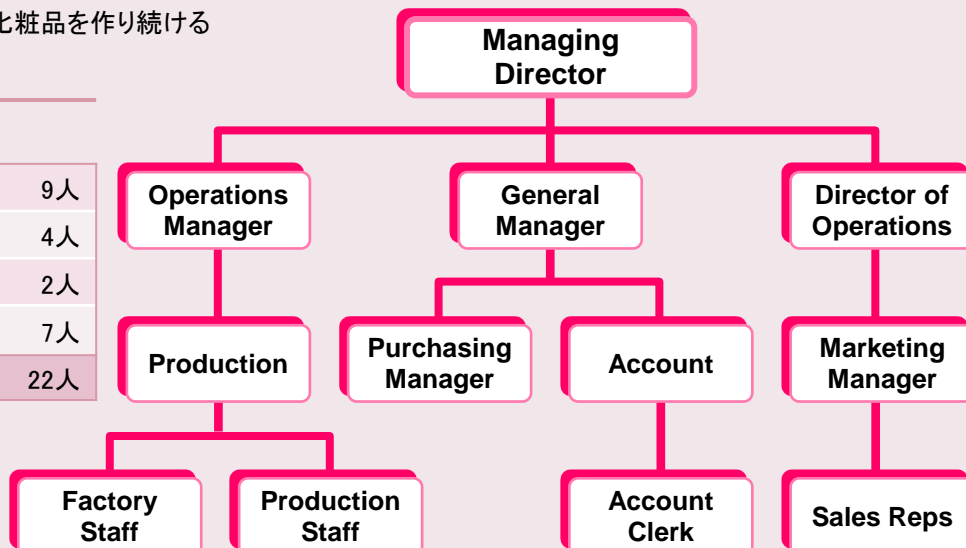 化粧品を作り続ける
9人
4人
2人
7人
22人
Managing
Director
Operations
Manager
General
Manager
Director of
Operations
Production
Purchasing
Manager
Account
Marketing
Manager
Factory
Staff
Production
Staff
Account
Clerk
Sales Reps